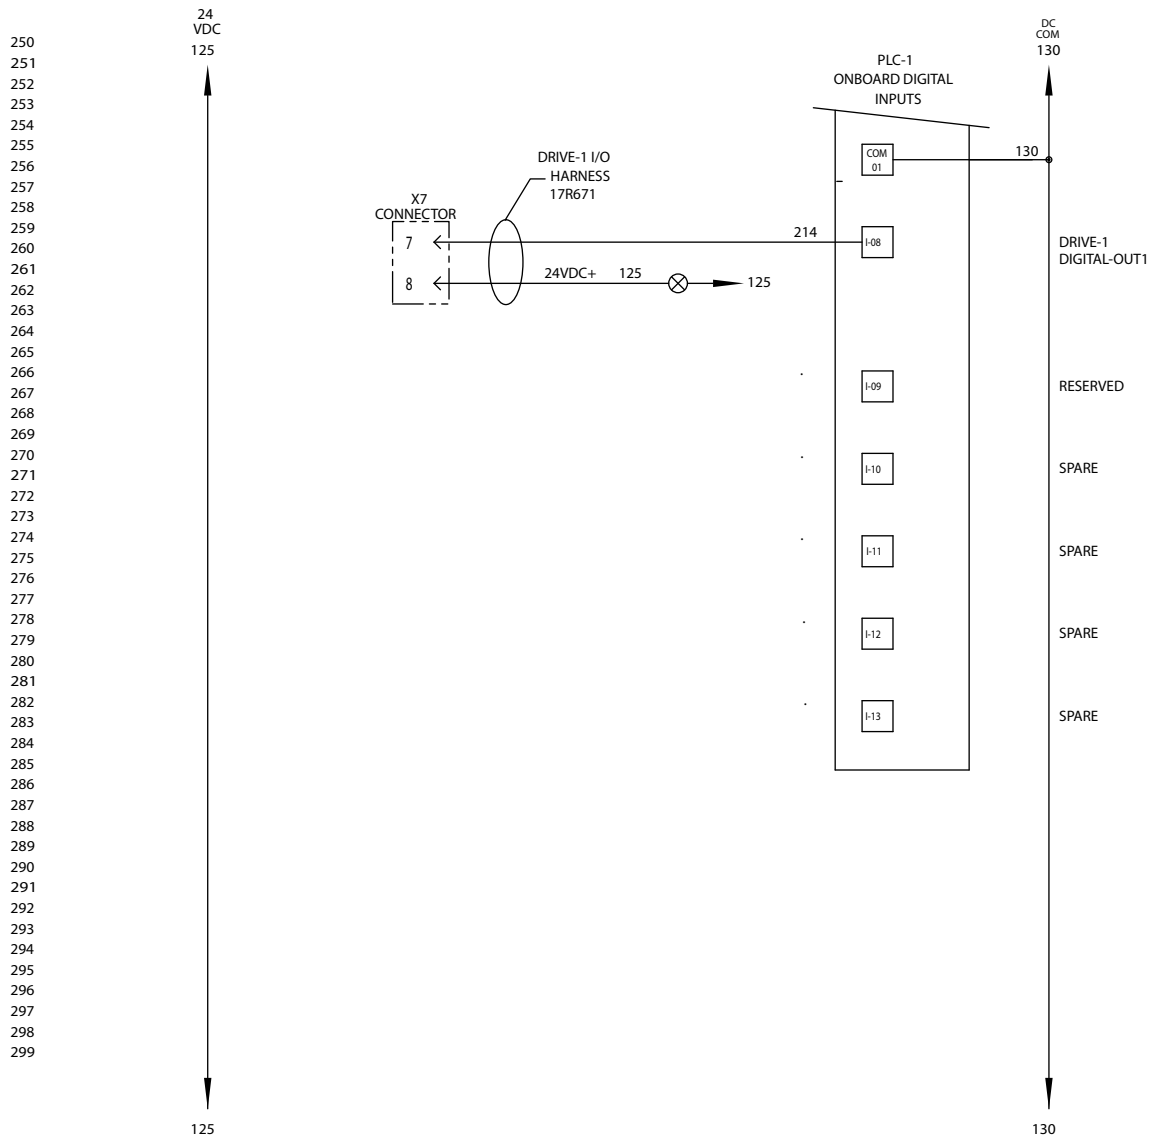 24
VDC
125
DC
COM
130
250
251
252
253
254
255
256
257
258
259
260
261
262
263
264
265
266
267
268
269
270
271
272
273
274
275
276
277
278
279
280
281
282
283
284
285
286
287
288
289
290
291
292
293
294
295
296
297
298
299
PLC-1
ONBOARD DIGITAL
INPUTS
COM
01
130
DRIVE-1 I/O
HARNESS
17R671
X7
CONNECTOR
7
214
I-08
DRIVE-1
DIGITAL-OUT1
8
24VDC+ 125
125
I-09
RESERVED
I-10
SPARE
I-11
SPARE
I-12
SPARE
I-13
SPARE
125
130